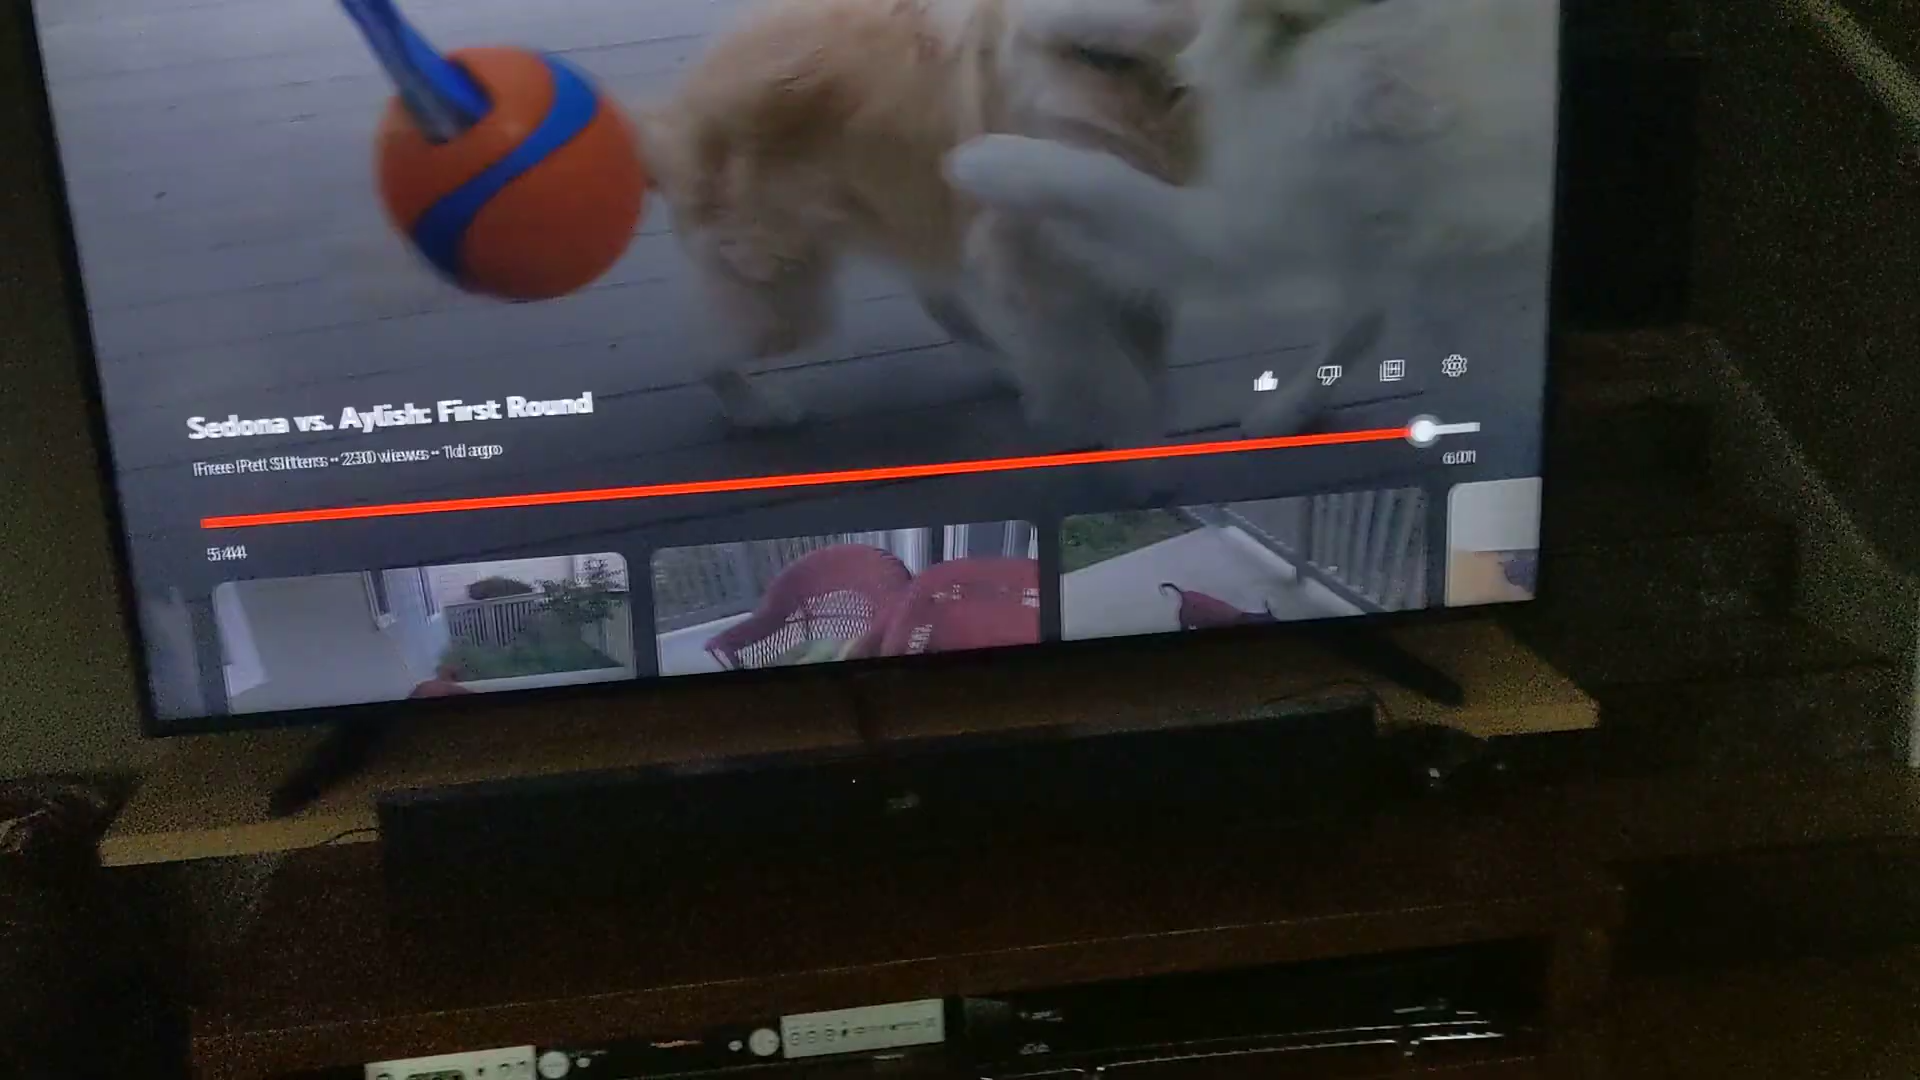 Sedona vs. Aylish: First Round
Free Pet Sitters • 230 views • 1d ago
6:01
5:44